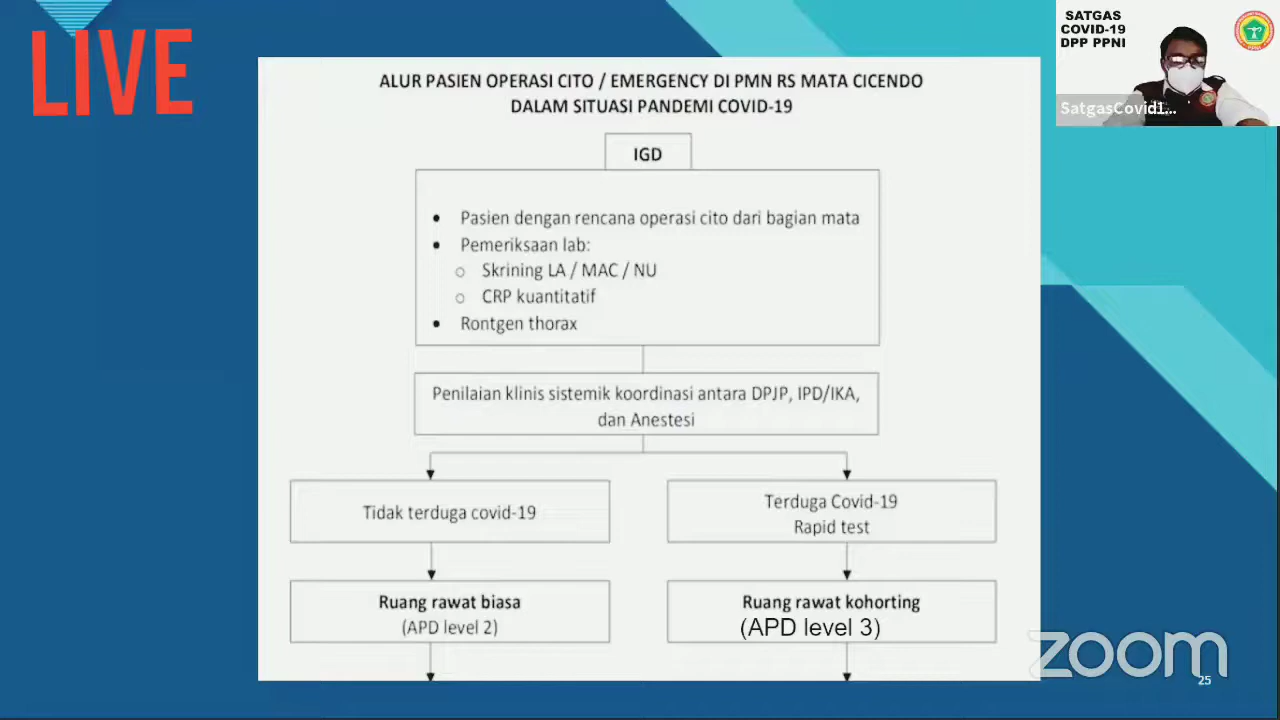 LIVE
SATGAS
COVID-19
DPP PPNI
SatgasCovid1...
ALUR PASIEN OPERASI CITO / EMERGENCY DI PMN RS MATA CICENDO
DALAM SITUASI PANDEMI COVID-19
IGD
• Pasien dengan rencana operasi cito dari bagian mata
• Pemeriksaan lab:
o Skrining LA / MAC / NU
o CRP kuantitatif
• Rontgen thorax
Penilaian klinis sistemik koordinasi antara DPJP, IPD/IKA,
dan Anestesi
Tidak terduga covid-19
Terduga Covid-19
Rapid test
Ruang rawat biasa
(APD level 2)
Ruang rawat kohorting
(APD level 3)
zoom
25